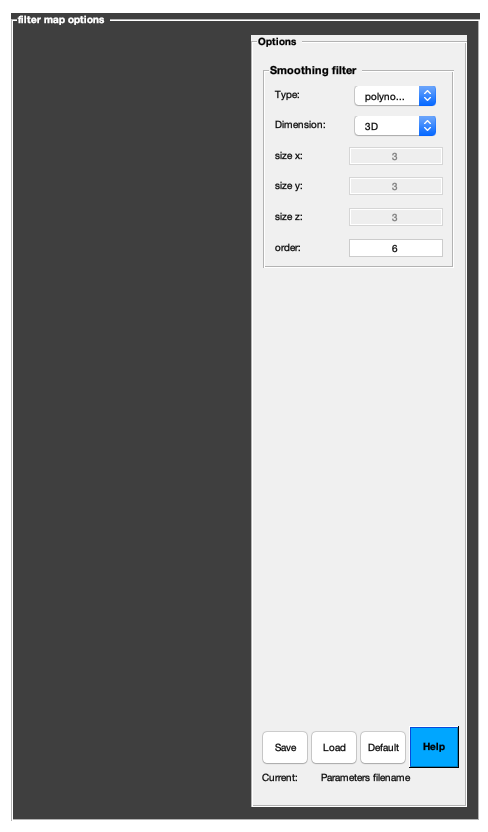 filter map options
Options
Smoothing filter
Type: polyno...
Dimension: 3D
size x: 3
size y: 3
size z: 3
order: 6
Save Load Default Help
Current: Parameters filename